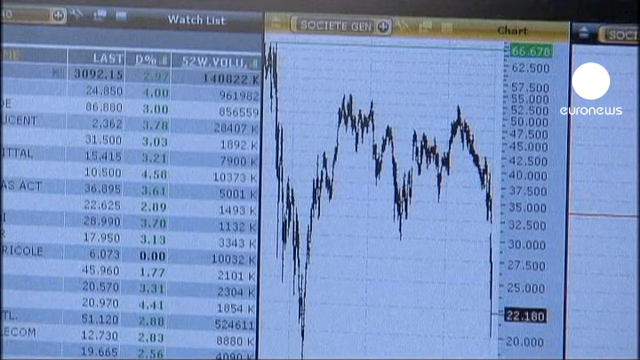 40 Watch List SOCIETE GEN Chart SOCI
LAST D% 52W.VOLU.
3092.15 2.97 140822 K
24.850 4.00 961982
DE 86.880 3.00 856559
UCENT 2.362 3.78 28407 K
31.500 3.03 1892 K
ITTAL 15.415 3.21 7900 K
10.500 4.58 10373 K
AS ACT 36.895 3.61 5001 K
22.625 2.89 1493 K
28.990 3.70 1132 K
17.950 3.13 3343 K
RICOLE 6.073 0.00 10032 K
45.960 1.77 2101 K
20.570 3.31 2304 K
20.970 4.41 1854 K
TL. 51.120 2.88 524611
LECOM 12.730 2.83 8880 K
19.665 2.56 4090 K
66.678
62.500
57.500
55.000
52.500
50.000
47.500
45.000
42.500
40.000
37.500
35.000
32.500
30.000
27.500
25.000
22.180
20.000
euronews